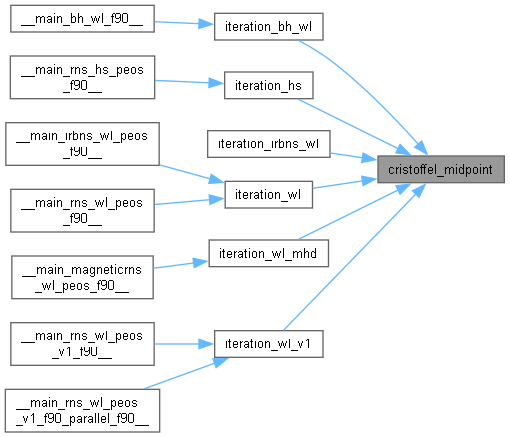 __main_bh_wl_f90__
iteration_bh_wl
__main_rns_hs_peos
_f90__
iteration_hs
__main_irbns_wl_peos
_f90__
iteration_irbns_wl
cristoffel_midpoint
__main_rns_wl_peos
_f90__
iteration_wl
__main_magneticrns
_wl_peos_f90__
iteration_wl_mhd
__main_rns_wl_peos
_v1_f90__
iteration_wl_v1
__main_rns_wl_peos
_v1_f90_parallel_f90__